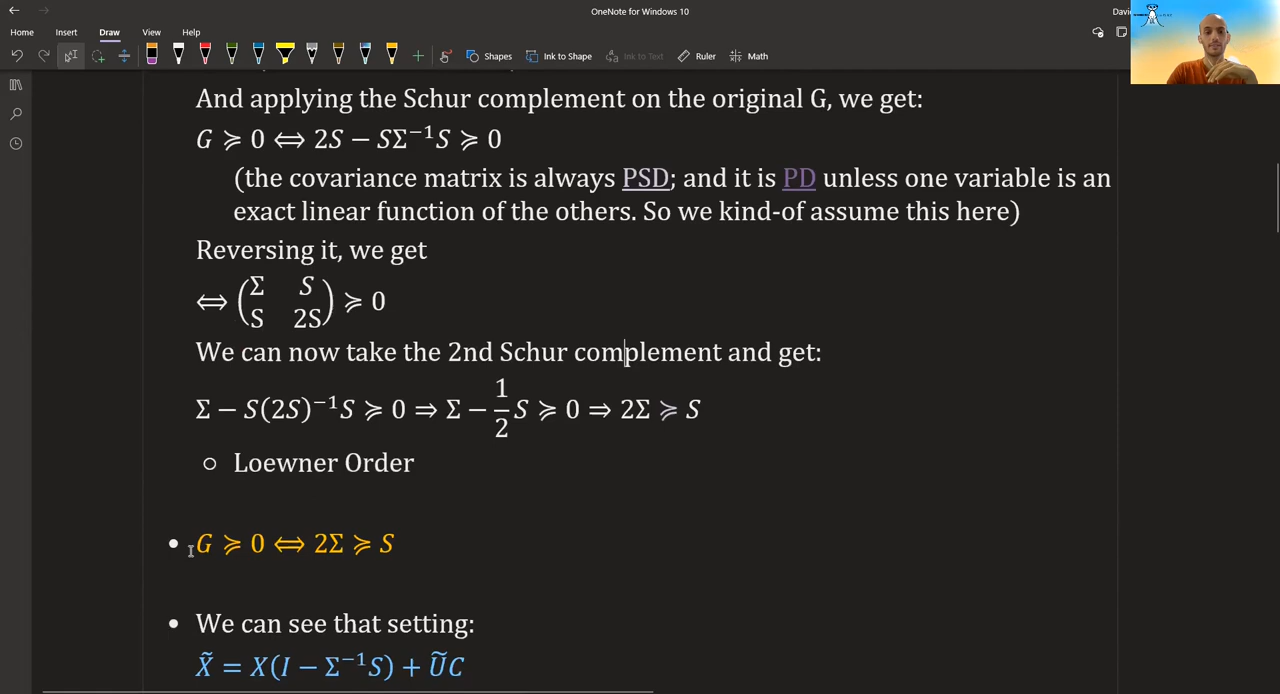 OneNote for Windows 10
Home Insert Draw View Help
Shapes Ink to Shape Ink to Text Ruler Math
And applying the Schur complement on the original G, we get:
G ≽ 0 ⟺ 2S − SΣ⁻¹S ≽ 0
(the covariance matrix is always PSD; and it is PD unless one variable is an
exact linear function of the others. So we kind-of assume this here)
Reversing it, we get
⟺ (Σ S
S 2S) ≽ 0
We can now take the 2nd Schur complement and get:
Σ − S(2S)⁻¹S ≽ 0 ⇒ Σ − 1/2 S ≽ 0 ⇒ 2Σ ≽ S
○ Loewner Order
• G ≽ 0 ⟺ 2Σ ≽ S
• We can see that setting:
X̃ = X(I − Σ⁻¹S) + ŨC